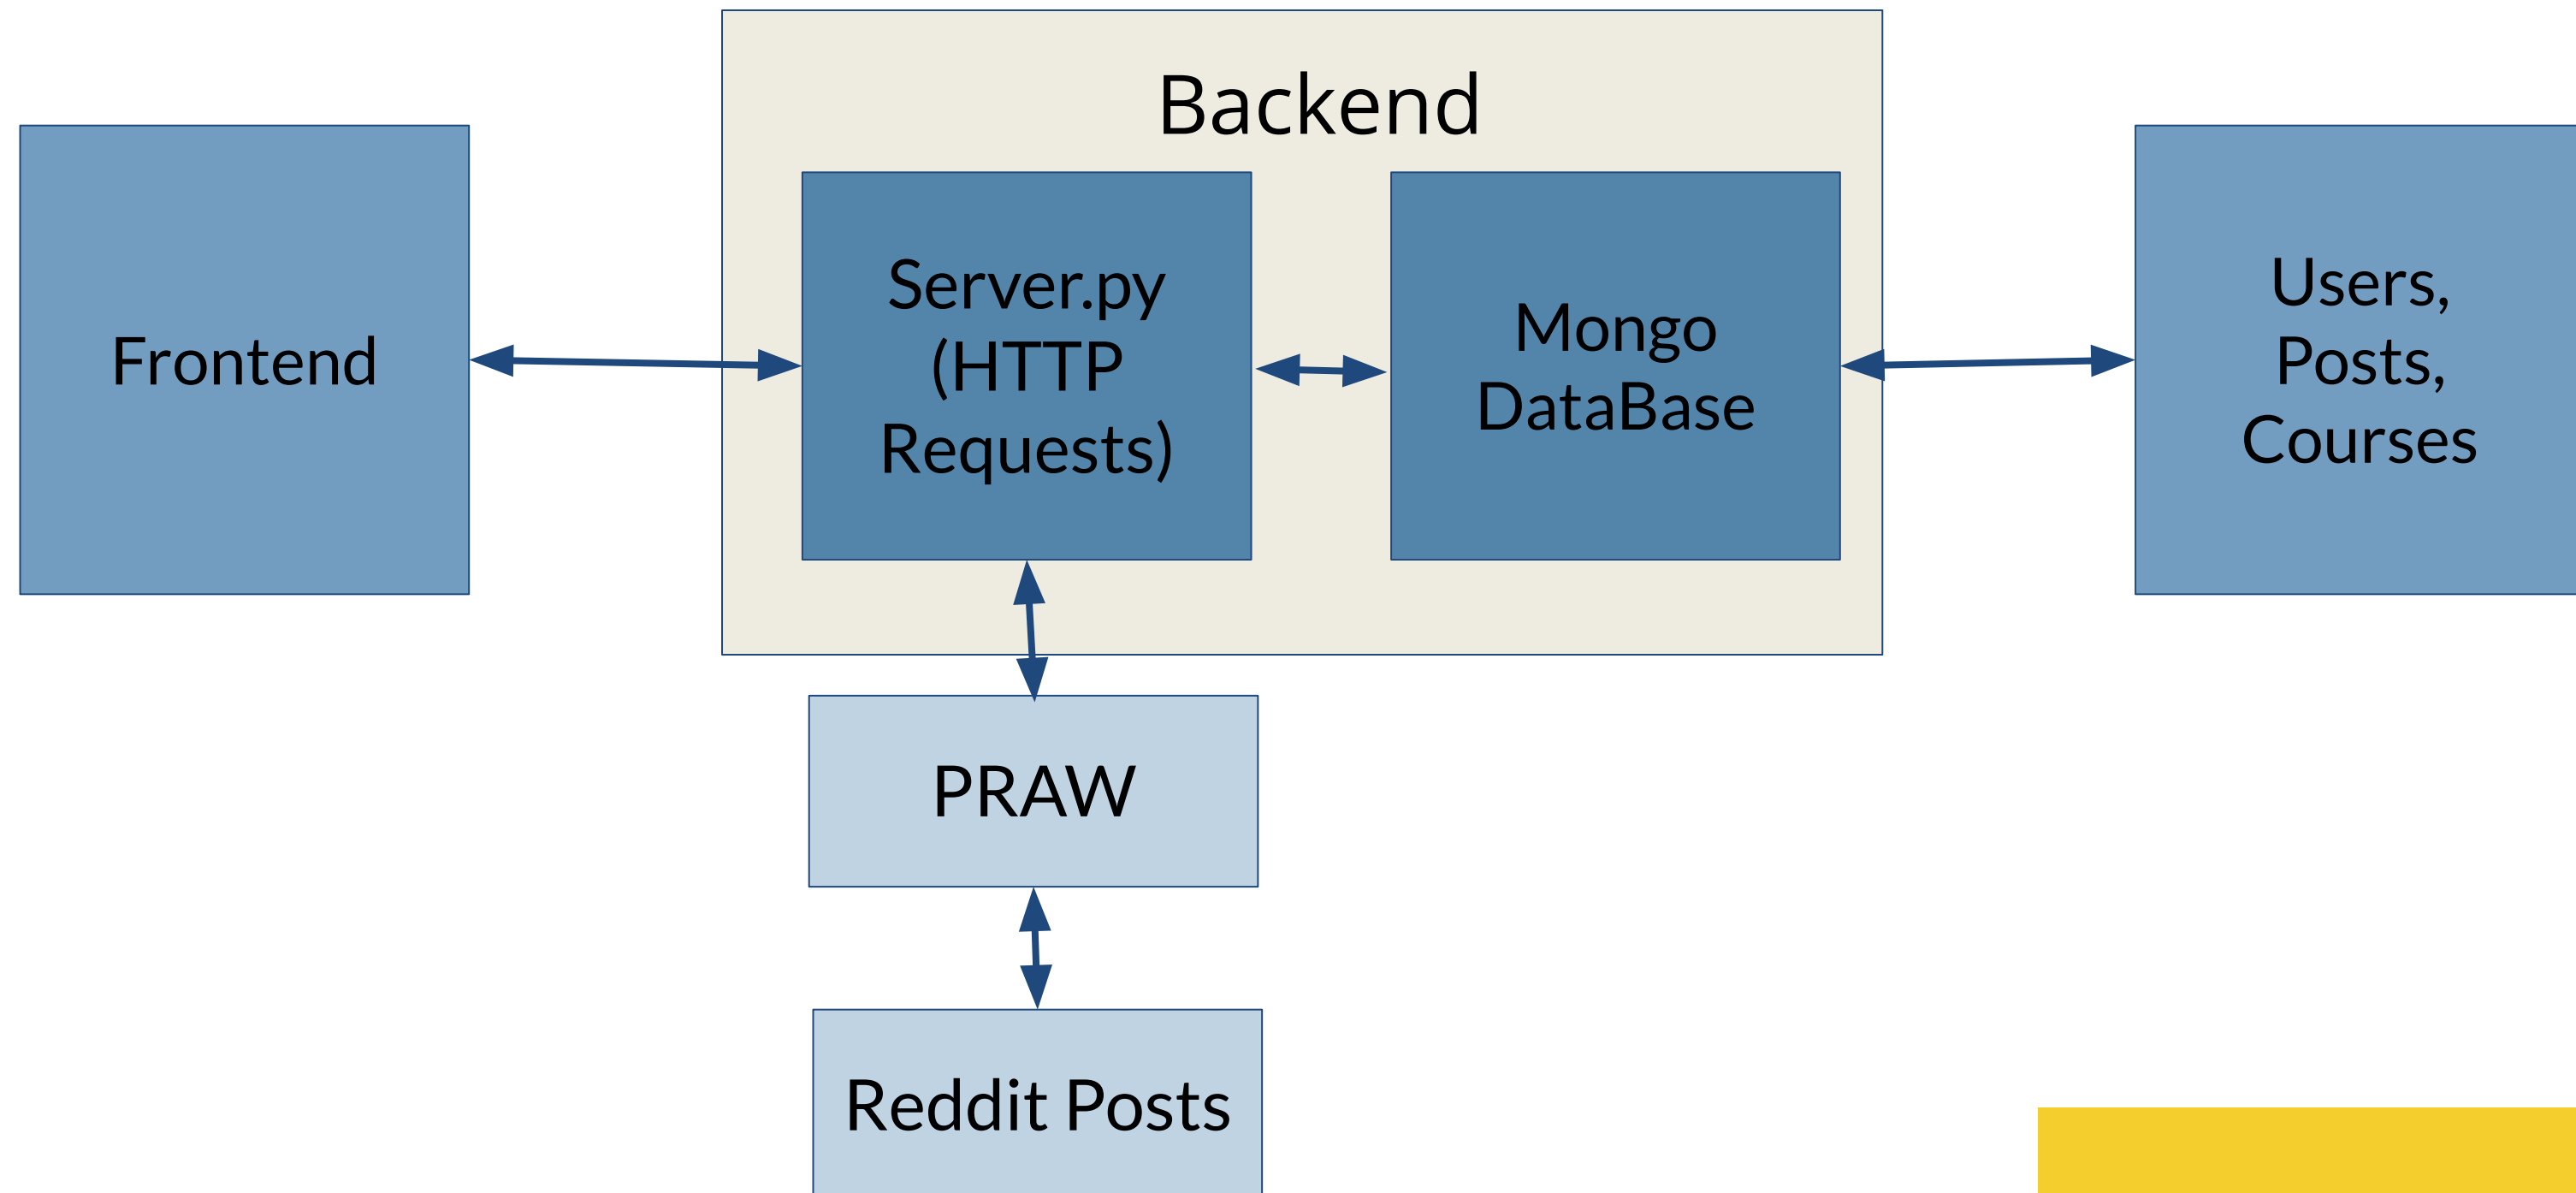 Backend
Frontend
Server.py
(HTTP
Requests)
Mongo
DataBase
Users,
Posts,
Courses
PRAW
Reddit Posts